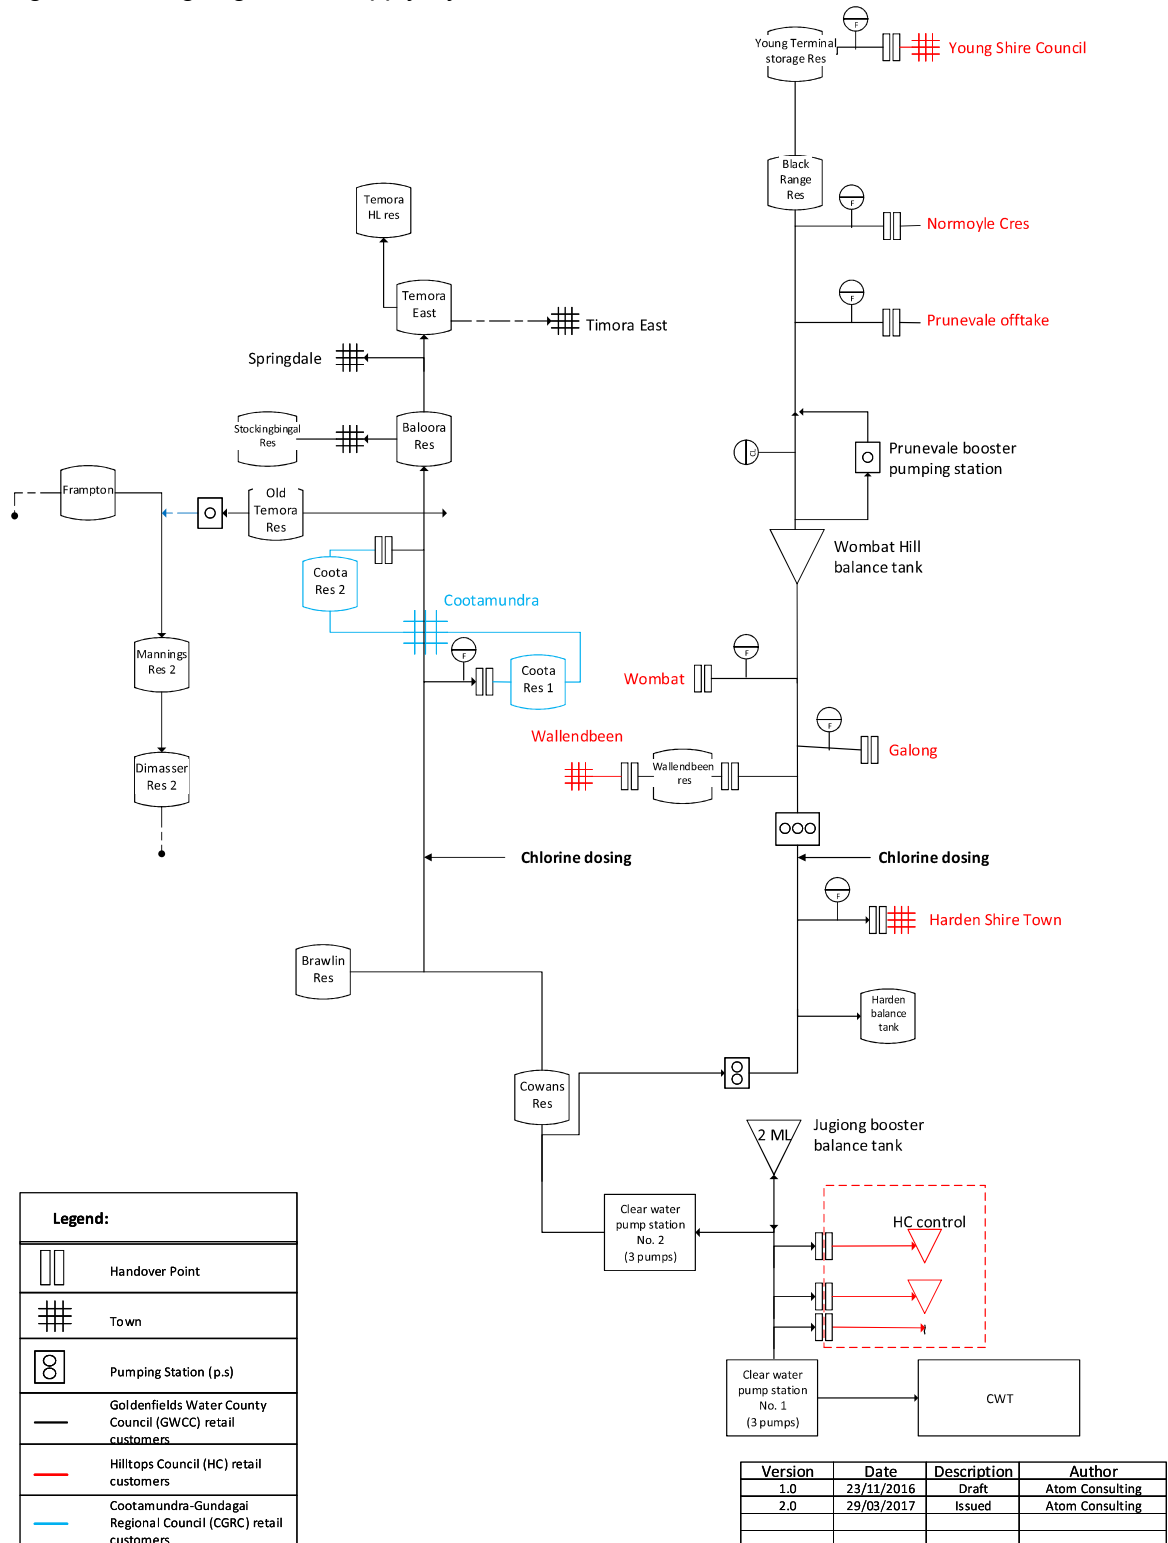 Young Terminal
storage Res
F
Young Shire Council
Black
Range
Res
F
Normoyle Cres
Temora
HL res
F
Prunevale offtake
Temora
East
Timora East
Springdale
Stockingbingal
Res
Baloora
Res
CL
Prunevale booster
pumping station
Frampton
Old
Temora
Res
Wombat Hill
balance tank
Coota
Res 2
Cootamundra
F
Coota
Res 1
Mannings
Res 2
F
Wombat
F
Galong
Wallendbeen
Wallendbeen
res
Dimasser
Res 2
Chlorine dosing
Chlorine dosing
F
Harden Shire Town
Brawlin
Res
Harden
balance
tank
Cowans
Res
2 ML
Jugiong booster
balance tank
Clear water
pump station
No. 2
(3 pumps)
HC control
Clear water
pump station
No. 1
(3 pumps)
CWT
Legend:
Handover Point
Town
Pumping Station (p.s)
Goldenfields Water County
Council (GWCC) retail
customers
Hilltops Council (HC) retail
customers
Cootamundra-Gundagai
Regional Council (CGRC) retail
customers
Version Date Description Author
1.0 23/11/2016 Draft Atom Consulting
2.0 29/03/2017 Issued Atom Consulting